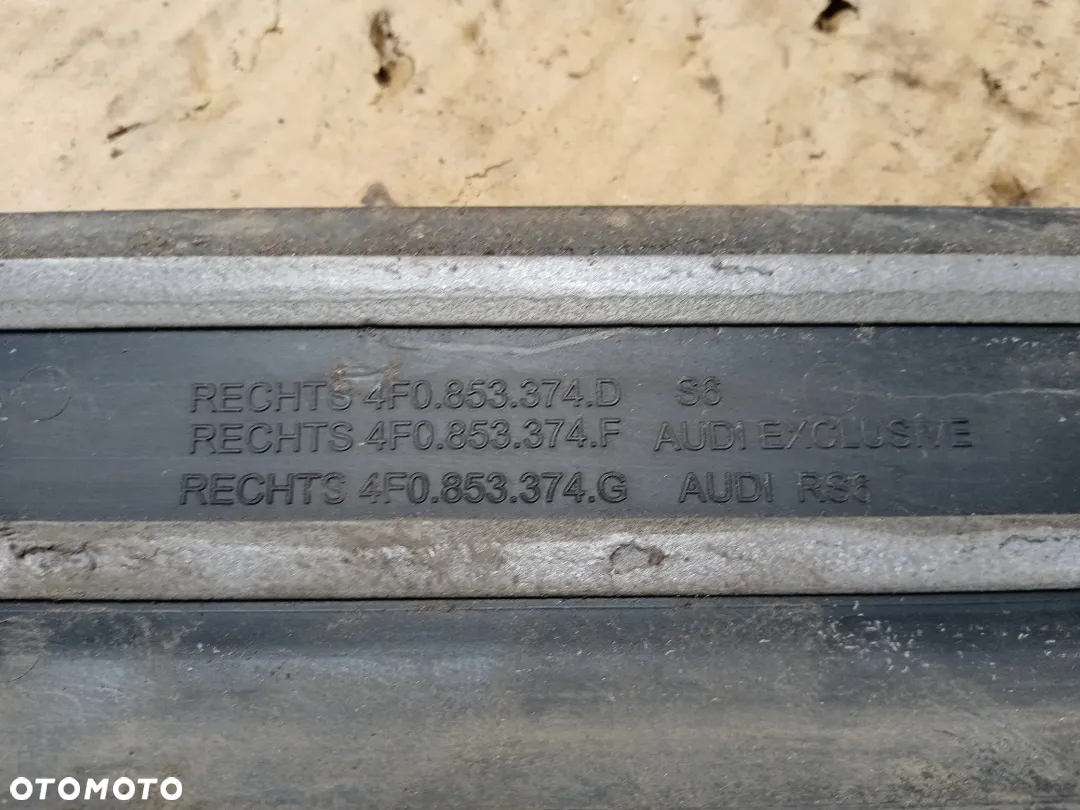 RECHTS 4F0.853.374.D S6
RECHTS 4F0.853.374.F AUDI EXCLUSIVE
RECHTS 4F0.853.374.G AUDI RS6
OTOMOTO